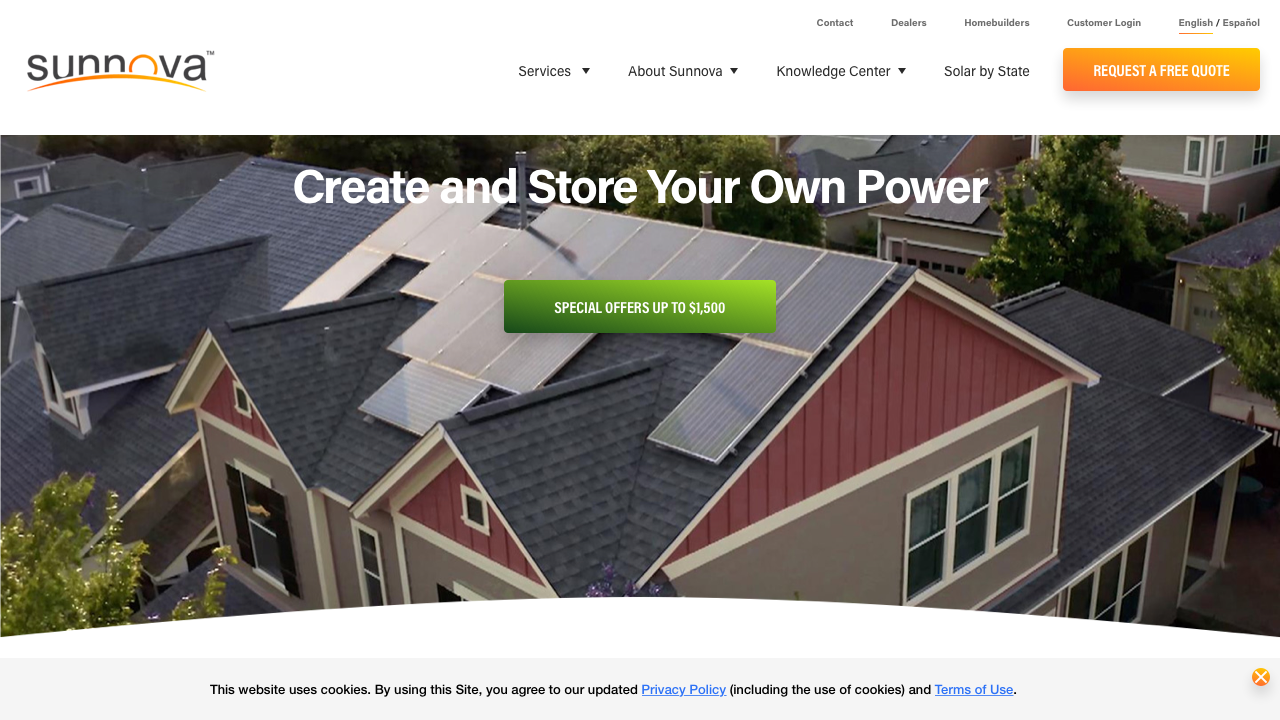 Contact Dealers Homebuilders Customer Login English / Español
sunnova™
Services About Sunnova Knowledge Center Solar by State REQUEST A FREE QUOTE
Create and Store Your Own Power
SPECIAL OFFERS UP TO $1,500
This website uses cookies. By using this Site, you agree to our updated Privacy Policy (including the use of cookies) and Terms of Use.